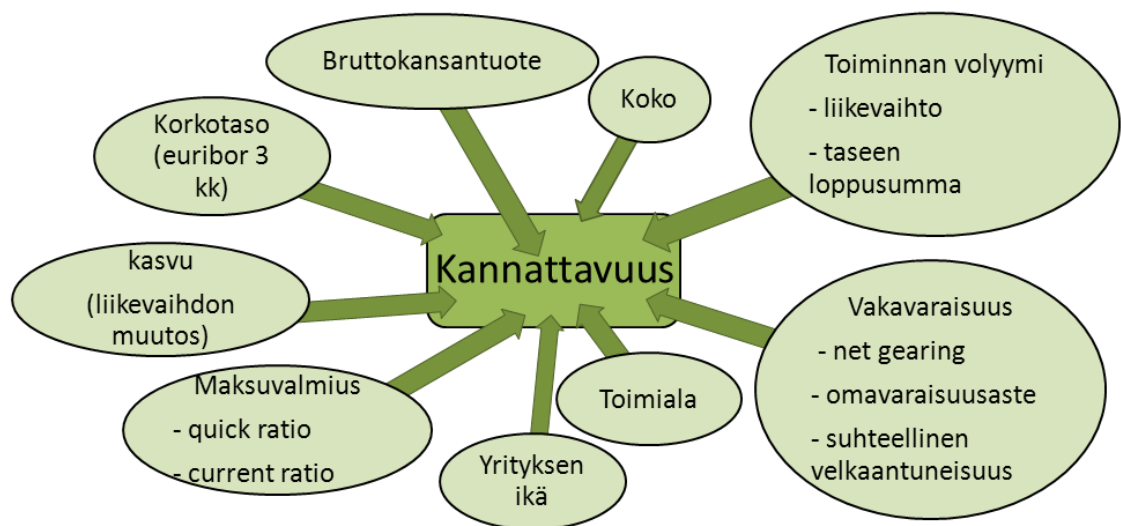 Bruttokansantuote
Koko
Toiminnan volyymi
- liikevaihto
- taseen
loppusumma
Korkotaso
(euribor 3
kk)
Kannattavuus
kasvu
(liikevaihdon
muutos)
Vakavaraisuus
- net gearing
- omavaraisuusaste
- suhteellinen
velkaantuneisuus
Maksuvalmius
- quick ratio
- current ratio
Toimiala
Yrityksen
ikä